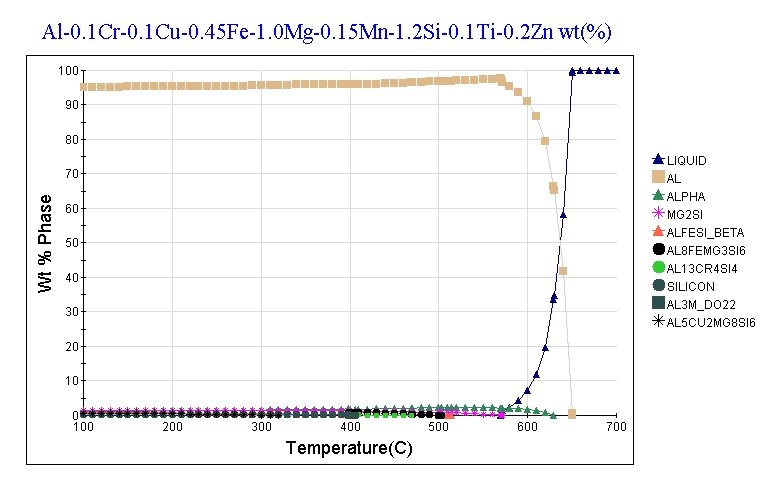 Al-0.1Cr-0.1Cu-0.45Fe-1.0Mg-0.15Mn-1.2Si-0.1Ti-0.2Zn wt(%)
100
90
80
70
60
50
40
30
20
10
0
Wt % Phase
100 200 300 400 500 600 700
Temperature(C)
LIQUID
AL
ALPHA
MG2SI
ALFESI_BETA
AL8FEMG3SI6
AL13CR4SI4
SILICON
AL3M_DO22
AL5CU2MG8SI6